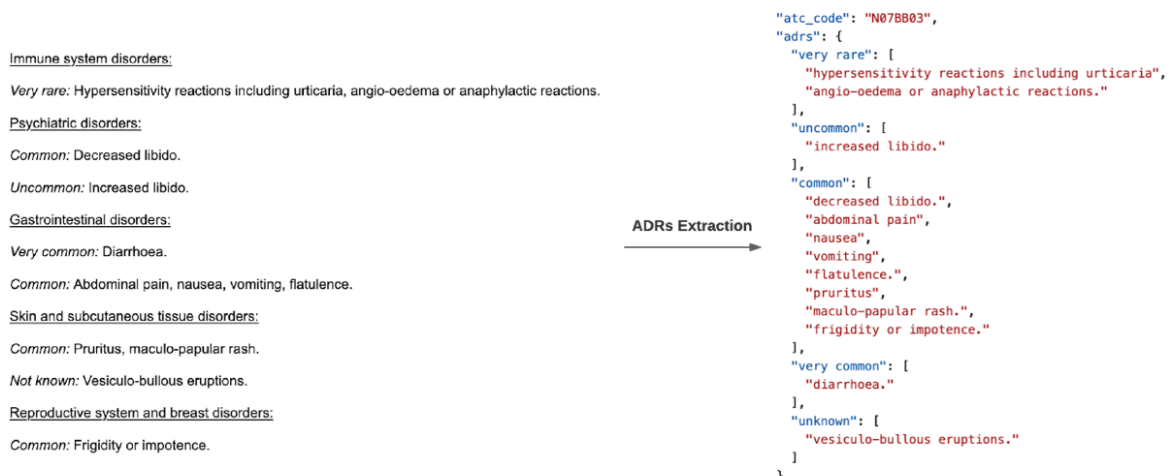 Immune system disorders:
Very rare: Hypersensitivity reactions including urticaria, angio-oedema or anaphylactic reactions.
Psychiatric disorders:
Common: Decreased libido.
Uncommon: Increased libido.
Gastrointestinal disorders:
Very common: Diarrhoea.
Common: Abdominal pain, nausea, vomiting, flatulence.
Skin and subcutaneous tissue disorders:
Common: Pruritus, maculo-papular rash.
Not known: Vesiculo-bullous eruptions.
Reproductive system and breast disorders:
Common: Frigidity or impotence.
ADRs Extraction
"atc_code": "N07BB03",
"adrs": {
"very rare": [
"hypersensitivity reactions including urticaria",
"angio-oedema or anaphylactic reactions."
],
"uncommon": [
"increased libido."
],
"common": [
"decreased libido.",
"abdominal pain",
"nausea",
"vomiting",
"flatulence.",
"pruritus",
"maculo-papular rash.",
"frigidity or impotence."
],
"very common": [
"diarrhoea."
],
"unknown": [
"vesiculo-bullous eruptions."
]
}